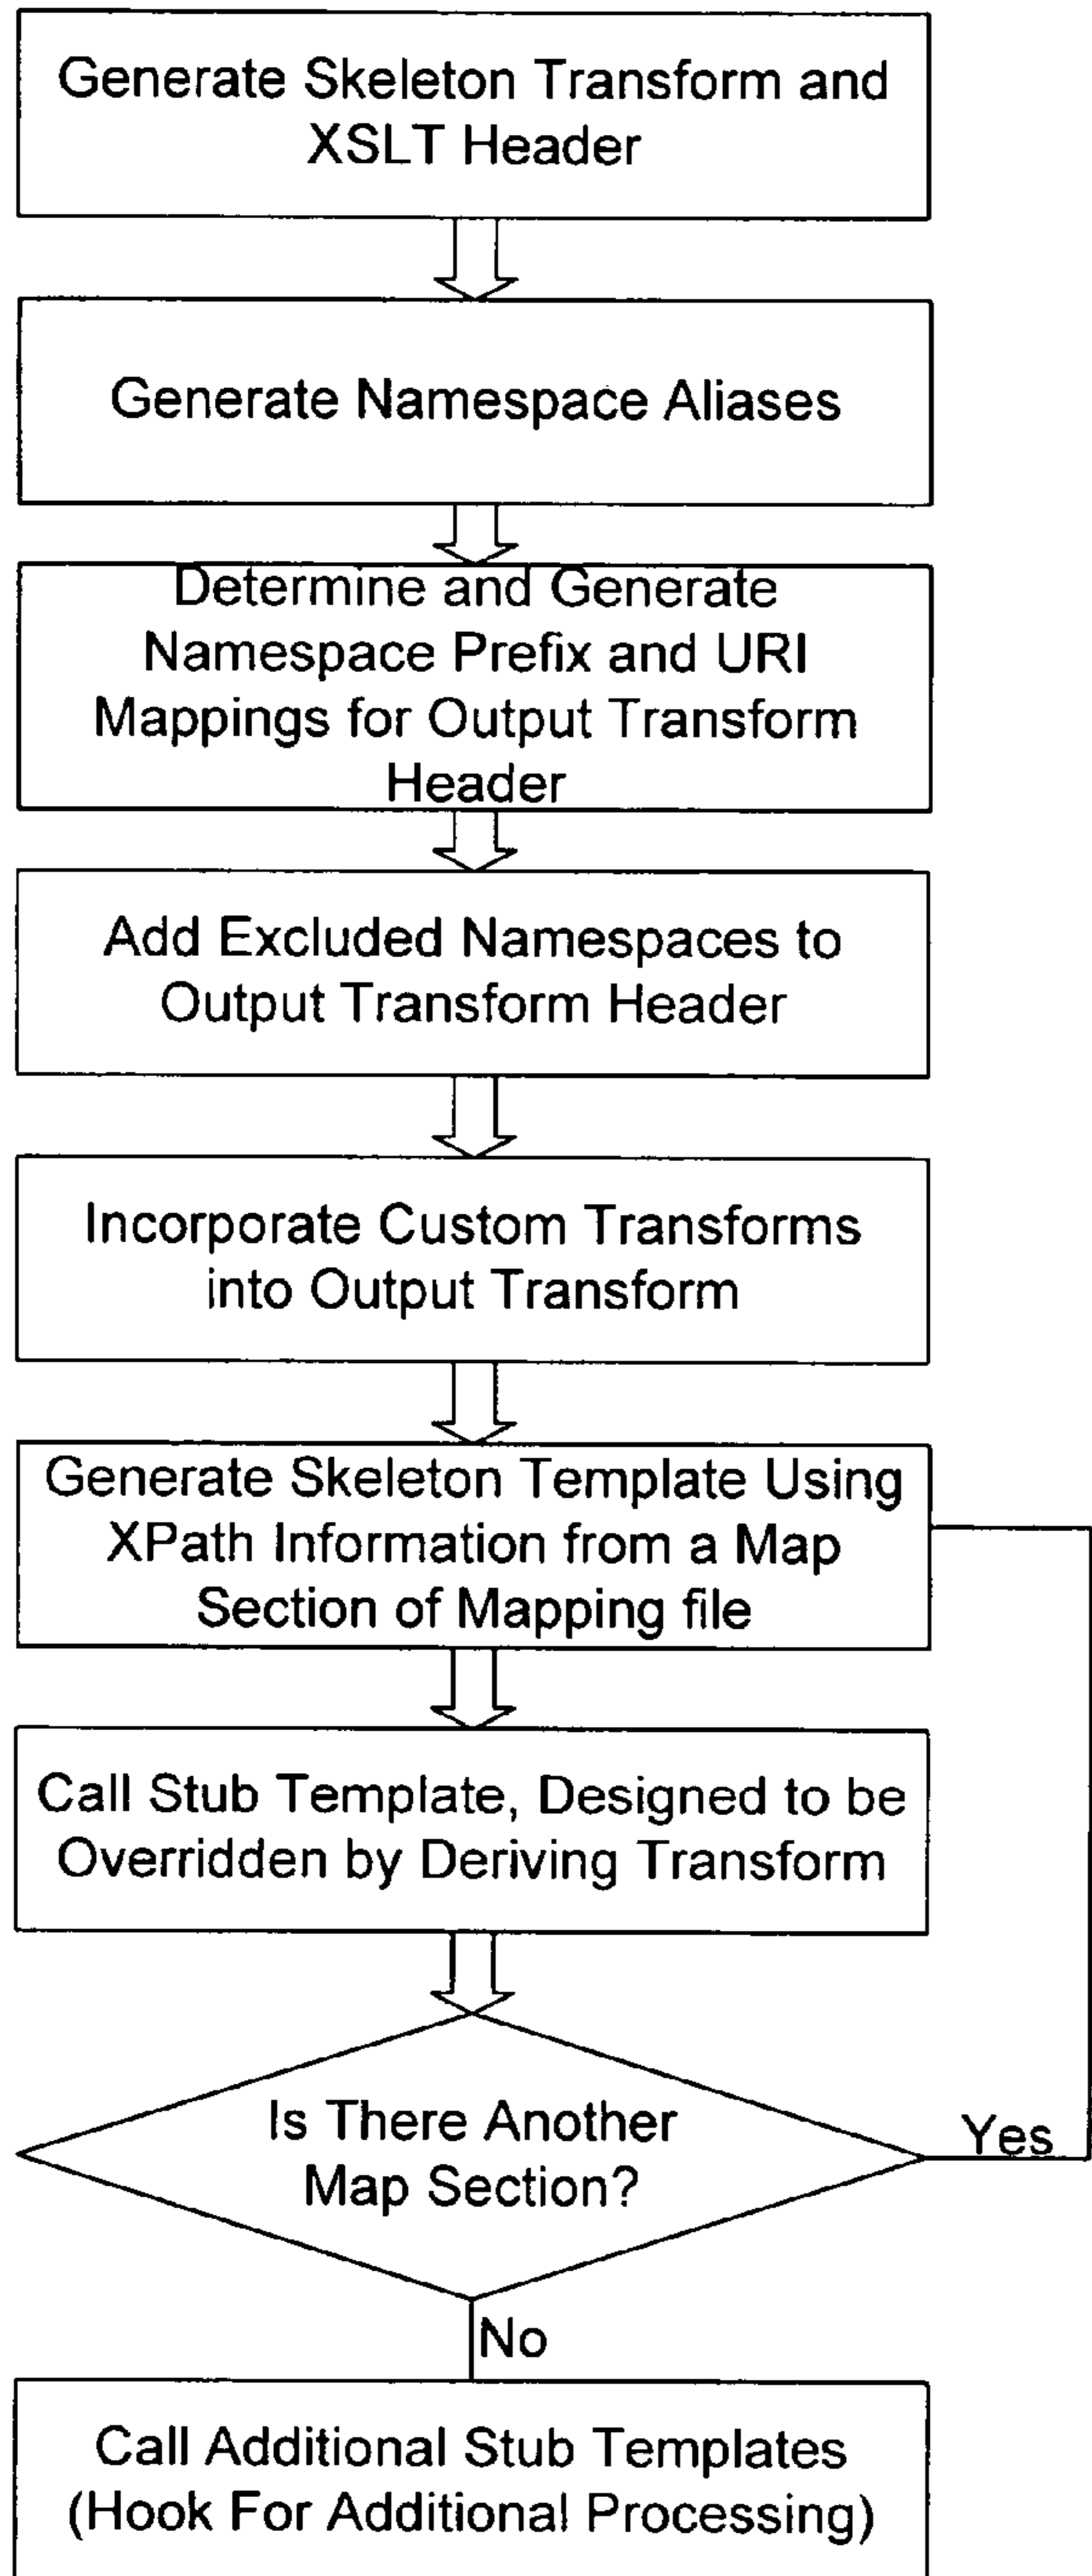 Generate Skeleton Transform and
XSLT Header
Generate Namespace Aliases
Determine and Generate
Namespace Prefix and URI
Mappings for Output Transform
Header
Add Excluded Namespaces to
Output Transform Header
Incorporate Custom Transforms
into Output Transform
Generate Skeleton Template Using
XPath Information from a Map
Section of Mapping file
Call Stub Template, Designed to be
Overridden by Deriving Transform
Is There Another
Map Section?
Yes
No
Call Additional Stub Templates
(Hook For Additional Processing)